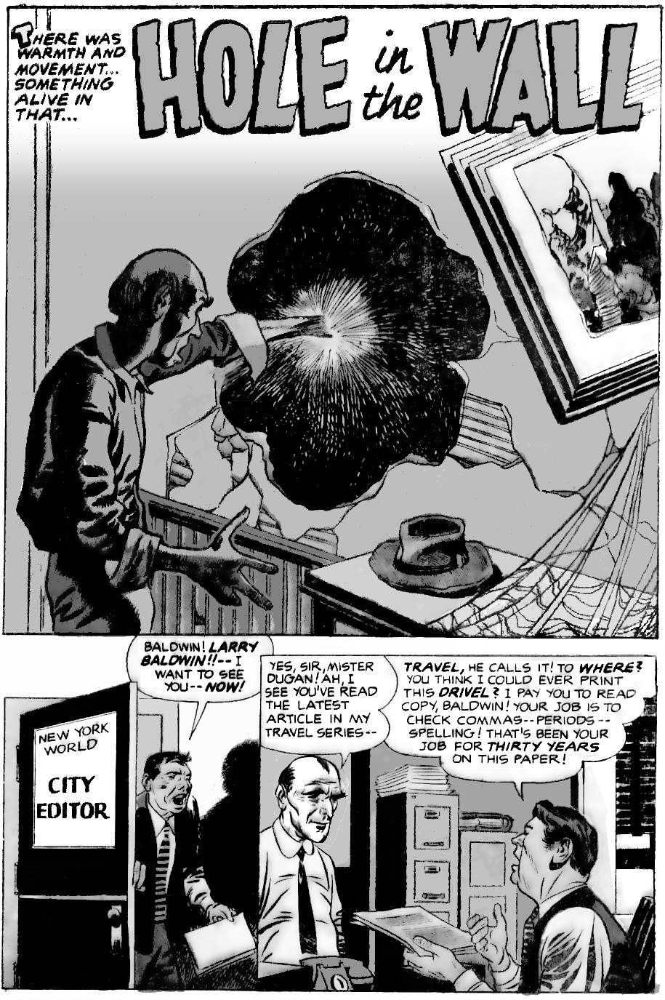 THERE WAS
WARMTH AND
MOVEMENT...
SOMETHING
ALIVE IN
THAT...
HOLE in the WALL
BALDWIN! LARRY
BALDWIN!!-- I
WANT TO SEE
YOU--NOW!
NEW YORK
WORLD
CITY
EDITOR
YES, SIR, MISTER
DUGAN! AH, I
SEE YOU'VE READ
THE LATEST
ARTICLE IN MY
TRAVEL SERIES--
TRAVEL, HE CALLS IT! TO WHERE?
YOU THINK I COULD EVER PRINT
THIS DRIVEL? I PAY YOU TO READ
COPY, BALDWIN! YOUR JOB IS TO
CHECK COMMAS--PERIODS--
SPELLING! THAT'S BEEN YOUR
JOB FOR THIRTY YEARS
ON THIS PAPER!